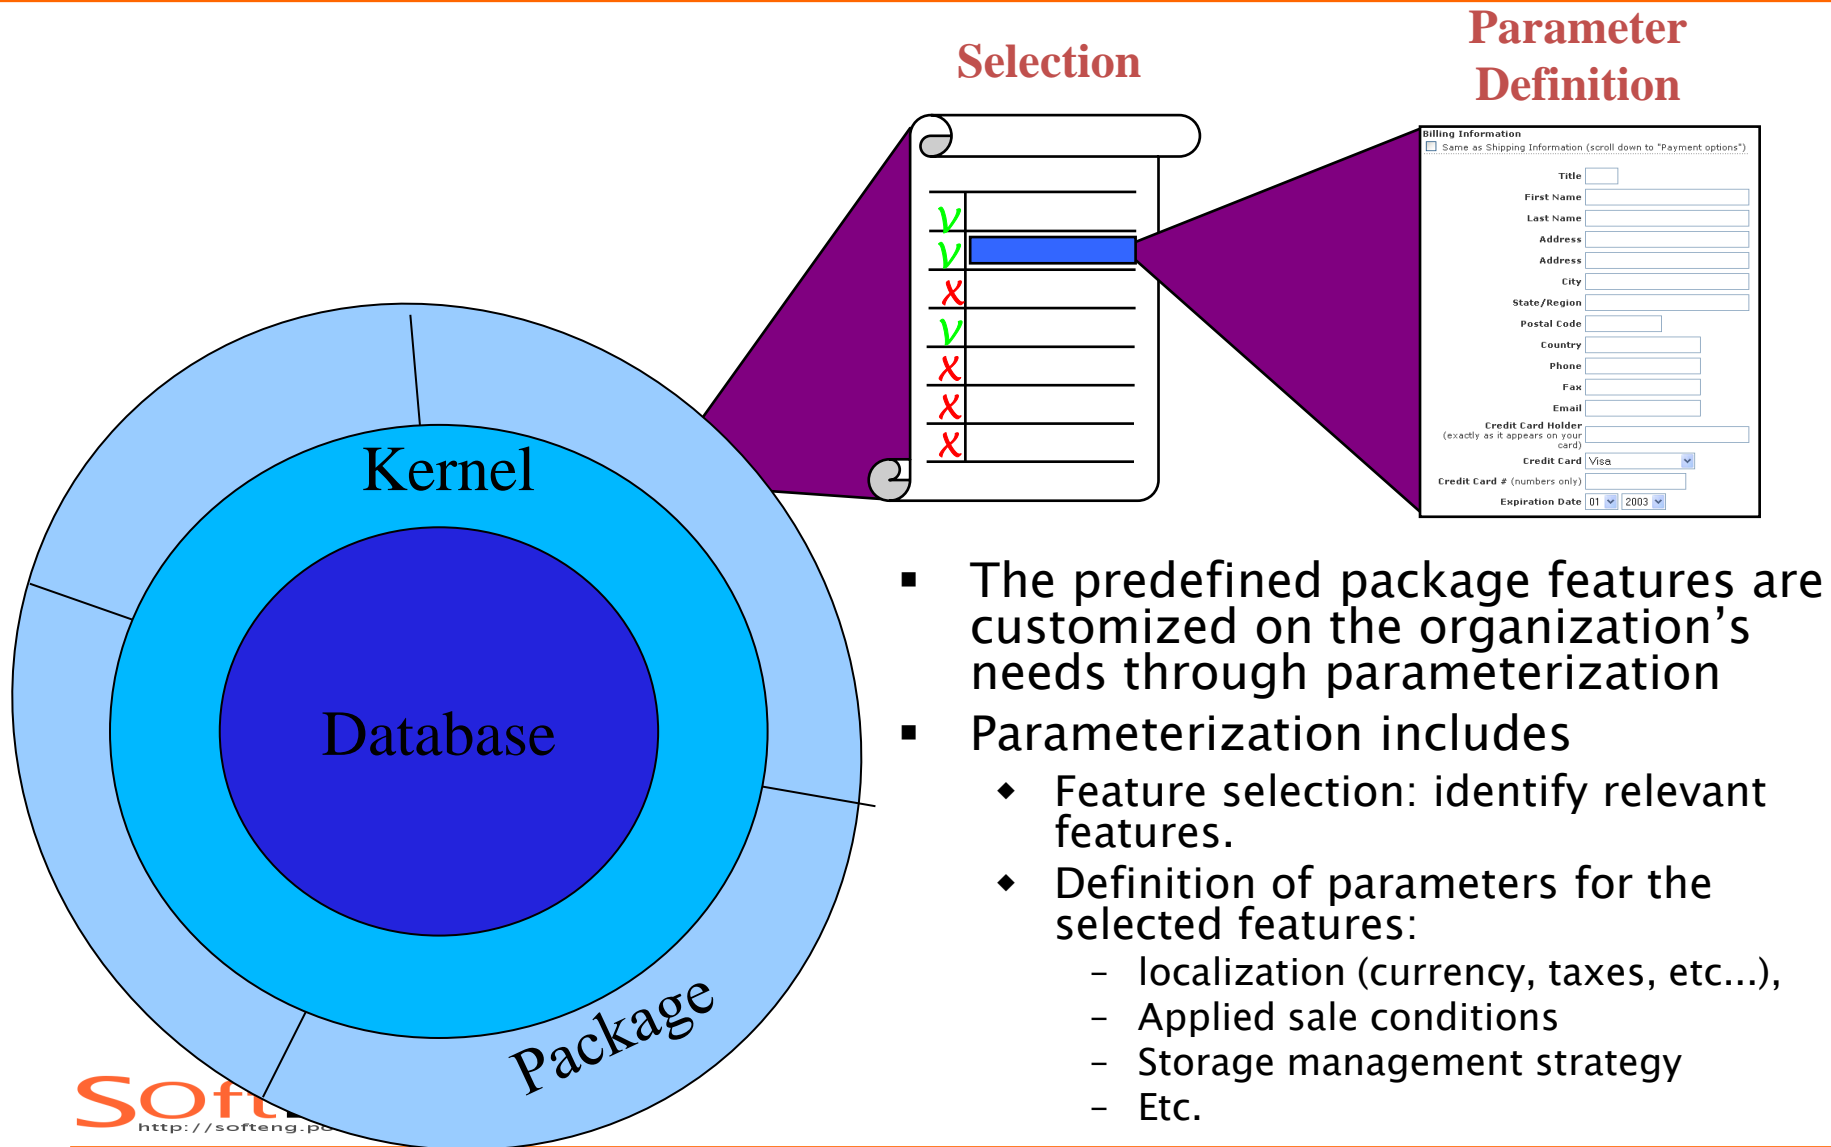 Selection
Parameter
Definition
Billing Information
Same as Shipping Information (scroll down to "Payment options")
Title
First Name
Last Name
Address
Address
City
State/Region
Postal Code
Country
Phone
Fax
Email
Credit Card Holder
(exactly as it appears on your
card)
Credit Card Visa
Credit Card # (numbers only)
Expiration Date 01 2003
v
v
x
v
x
x
x
Kernel
Database
Package
▪ The predefined package features are
customized on the organization’s
needs through parameterization
▪ Parameterization includes
◆ Feature selection: identify relevant
features.
◆ Definition of parameters for the
selected features:
– localization (currency, taxes, etc...),
– Applied sale conditions
– Storage management strategy
– Etc.
Soft
http://softeng.po